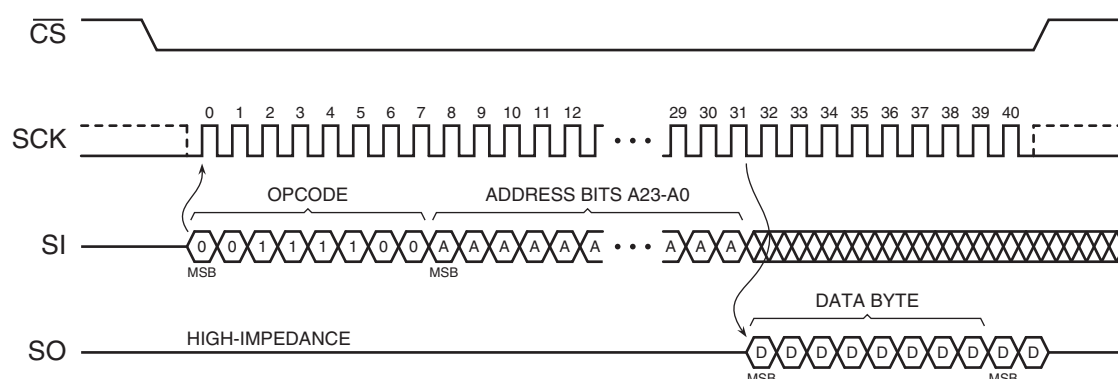 CS
0 1 2 3 4 5 6 7 8 9 10 11 12 29 30 31 32 33 34 35 36 37 38 39 40
SCK
OPCODE ADDRESS BITS A23-A0
SI 0 0 1 1 1 1 0 0 A A A A A A A A A
MSB MSB
DATA BYTE
HIGH-IMPEDANCE
SO D D D D D D D D D D
MSB MSB